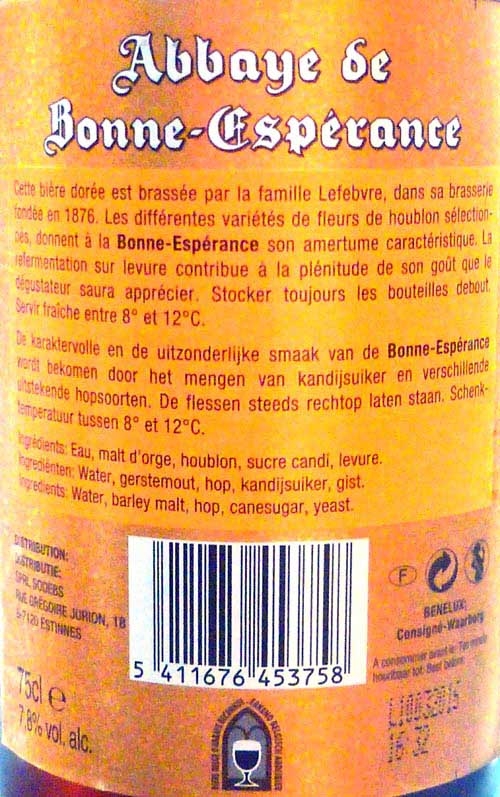 Abbaye de
Bonne-Espérance
Cette bière dorée est brassée par la famille Lefebvre, dans sa brasserie
fondée en 1876. Les différentes variétés de fleurs de houblon sélection-
nées, donnent à la Bonne-Espérance son amertume caractéristique. La
refermentation sur levure contribue à la plénitude de son goût que le
dégustateur saura apprécier. Stocker toujours les bouteilles debout.
Servir fraîche entre 8° et 12°C.
De karaktervolle en de uitzonderlijke smaak van de Bonne-Espérance
wordt bekomen door het mengen van kandijsuiker en verschillende
uitstekende hopsoorten. De flessen steeds rechtop laten staan. Schenk-
temperatuur tussen 8° et 12°C.
Ingrédients: Eau, malt d'orge, houblon, sucre candi, levure.
Ingrediënten: Water, gerstemout, hop, kandijsuiker, gist.
Ingredients: Water, barley malt, hop, canesugar, yeast.
DISTRIBUTION:
DISTRIBUTIE:
SPRL SODEBS
RUE GRÉGOIRE JURION, 18
B-7120 ESTINNES
5 411676 453758
F
BENELUX:
Consigné-Waarborg
A consommer avant le: Ten minste
houdbaar tot: Best before
75cl e
7,8% vol. alc.
16 32